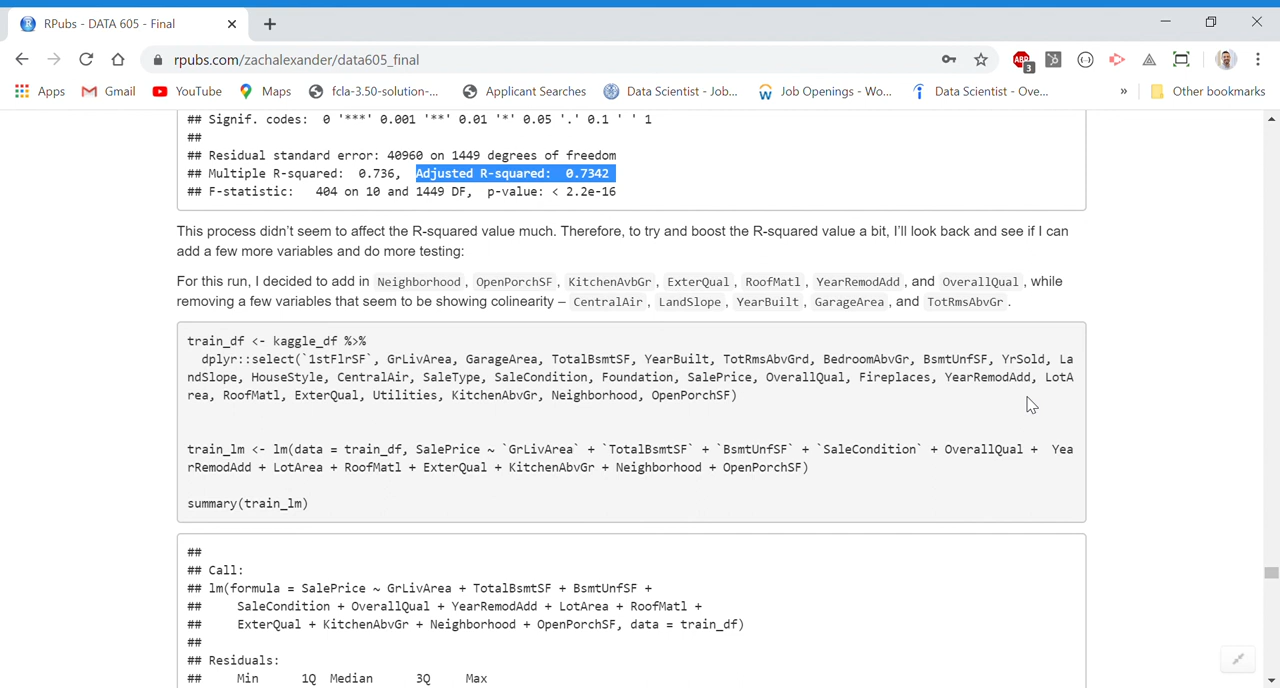 RPubs - DATA 605 - Final
rpubs.com/zachalexander/data605_final
ABP
3
Apps Gmail YouTube Maps fcla-3.50-solution-... Applicant Searches Data Scientist - Job... Job Openings - Wo... Data Scientist - Ove... » Other bookmarks
## Signif. codes:  0 '***' 0.001 '**' 0.01 '*' 0.05 '.' 0.1 ' ' 1
##
## Residual standard error: 40960 on 1449 degrees of freedom
## Multiple R-squared:  0.736,  Adjusted R-squared:  0.7342
## F-statistic:   404 on 10 and 1449 DF,  p-value: < 2.2e-16
This process didn't seem to affect the R-squared value much. Therefore, to try and boost the R-squared value a bit, I'll look back and see if I can
add a few more variables and do more testing:
For this run, I decided to add in Neighborhood , OpenPorchSF , KitchenAvbGr , ExterQual , RoofMatl , YearRemodAdd , and OverallQual , while
removing a few variables that seem to be showing colinearity – CentralAir , LandSlope , YearBuilt , GarageArea , and TotRmsAbvGr .
train_df <- kaggle_df %>%
dplyr::select(`1stFlrSF`, GrLivArea, GarageArea, TotalBsmtSF, YearBuilt, TotRmsAbvGrd, BedroomAbvGr, BsmtUnfSF, YrSold, La
ndSlope, HouseStyle, CentralAir, SaleType, SaleCondition, Foundation, SalePrice, OverallQual, Fireplaces, YearRemodAdd, LotA
rea, RoofMatl, ExterQual, Utilities, KitchenAbvGr, Neighborhood, OpenPorchSF)
train_lm <- lm(data = train_df, SalePrice ~ `GrLivArea` + `TotalBsmtSF` + `BsmtUnfSF` + `SaleCondition` + OverallQual +  Yea
rRemodAdd + LotArea + RoofMatl + ExterQual + KitchenAbvGr + Neighborhood + OpenPorchSF)
summary(train_lm)
##
## Call:
## lm(formula = SalePrice ~ GrLivArea + TotalBsmtSF + BsmtUnfSF +
##     SaleCondition + OverallQual + YearRemodAdd + LotArea + RoofMatl +
##     ExterQual + KitchenAbvGr + Neighborhood + OpenPorchSF, data = train_df)
##
## Residuals:
##     Min      1Q  Median      3Q     Max